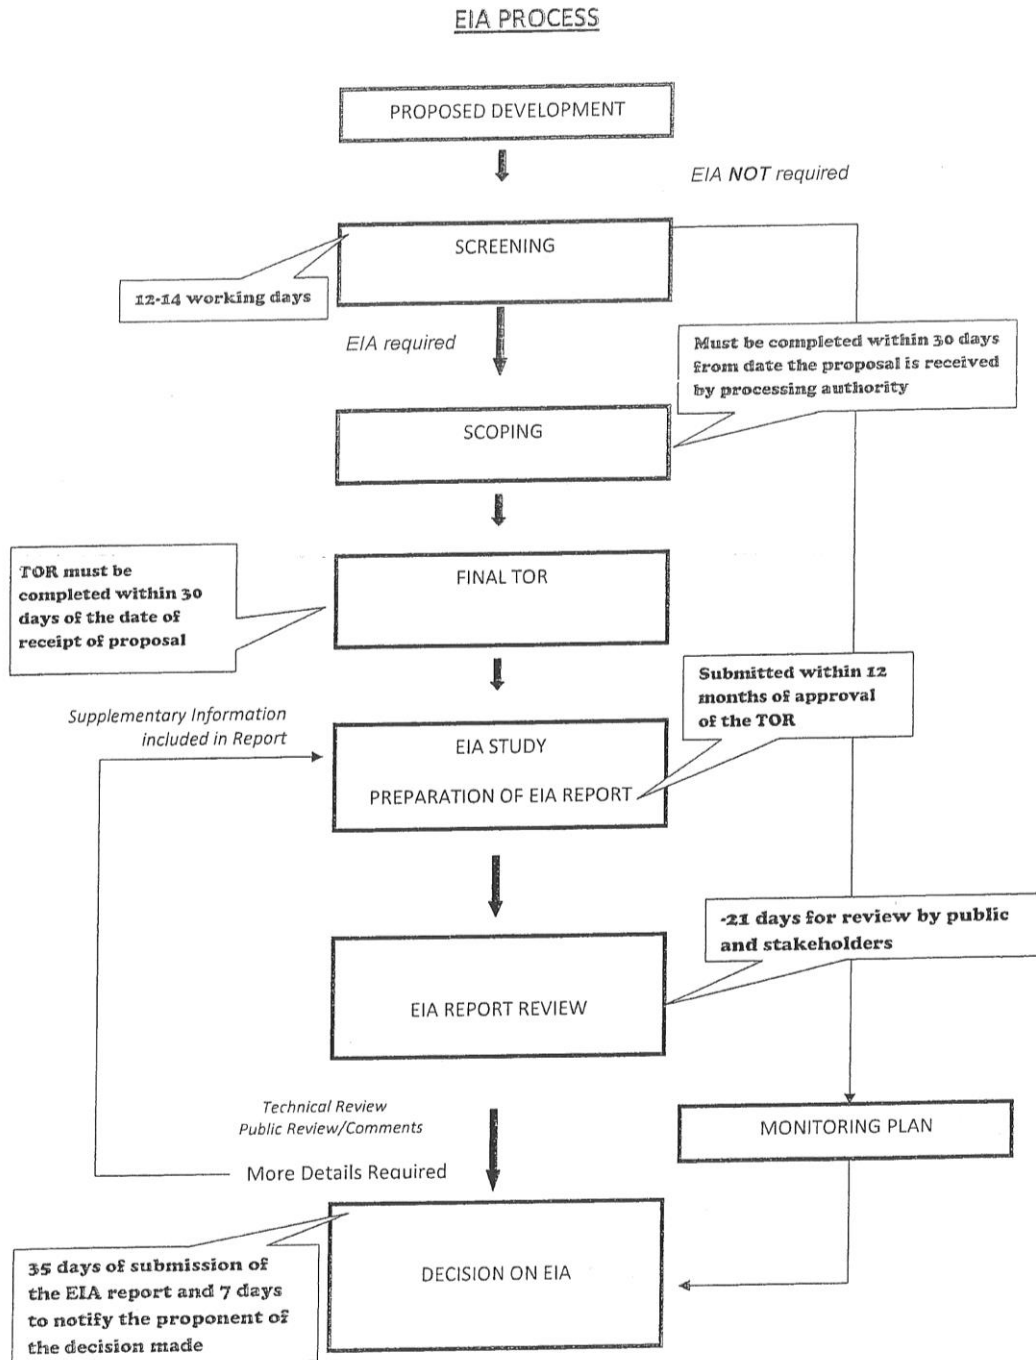 EIA PROCESS
PROPOSED DEVELOPMENT
EIA NOT required
SCREENING
12-14 working days
EIA required
Must be completed within 30 days
from date the proposal is received
by processing authority
SCOPING
TOR must be
completed within 30
days of the date of
receipt of proposal
FINAL TOR
Submitted within 12
months of approval
of the TOR
Supplementary Information
included in Report
EIA STUDY
PREPARATION OF EIA REPORT
-21 days for review by public
and stakeholders
EIA REPORT REVIEW
Technical Review
Public Review/Comments
More Details Required
MONITORING PLAN
35 days of submission of
the EIA report and 7 days
to notify the proponent of
the decision made
DECISION ON EIA